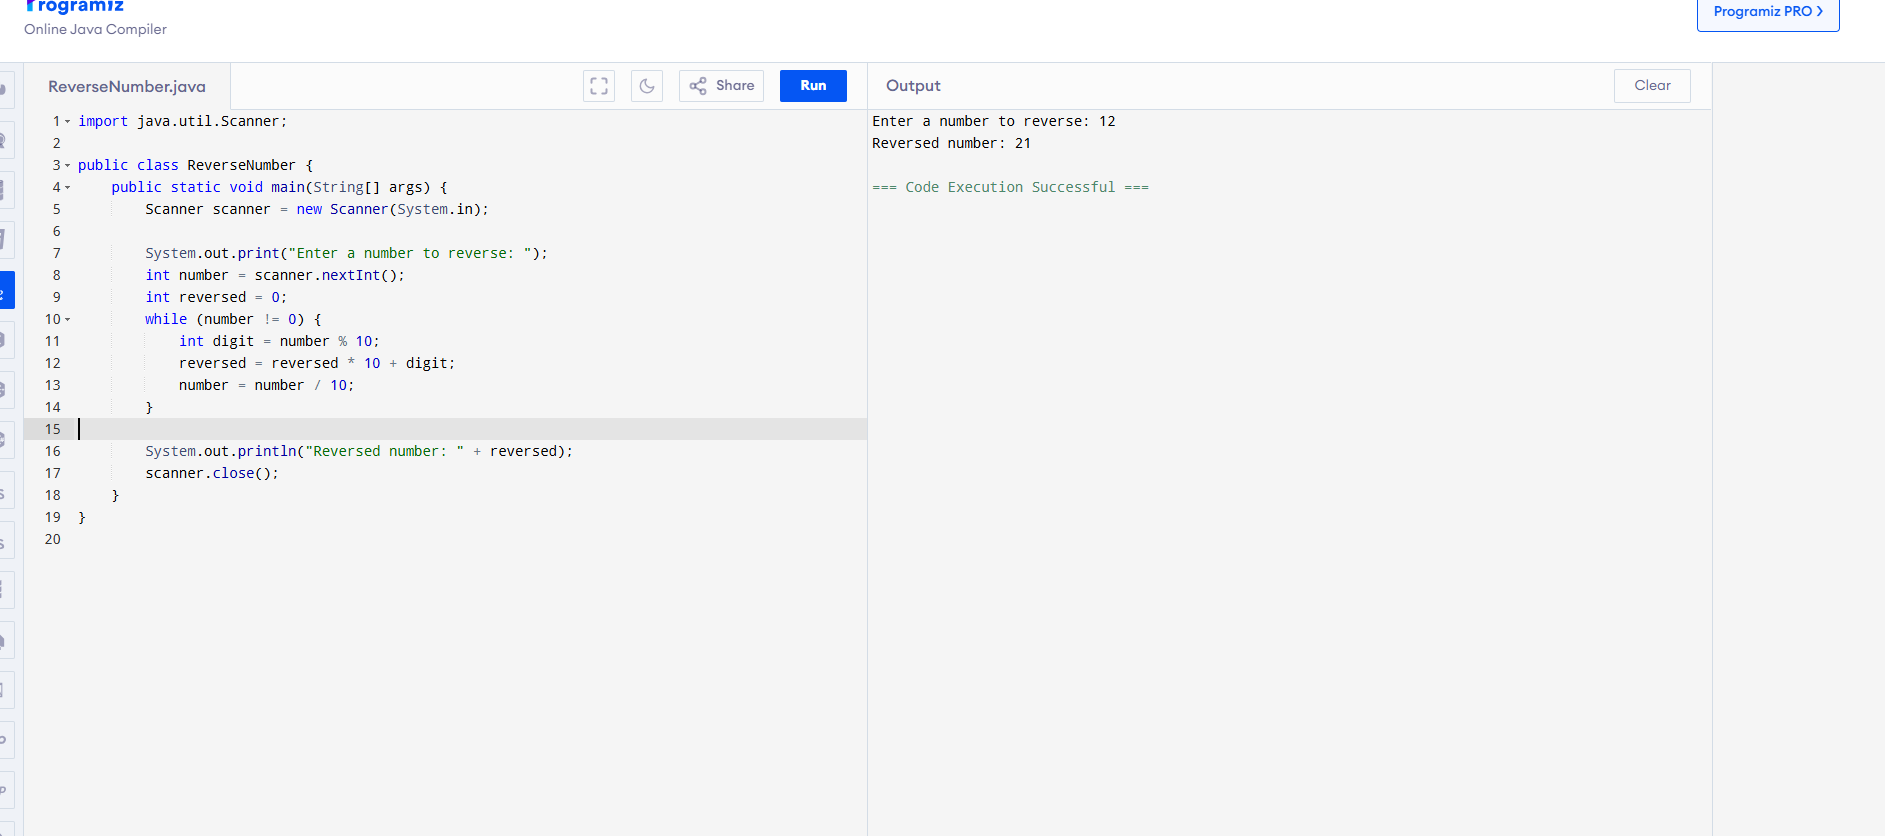 Programiz
Online Java Compiler
Programiz PRO
ReverseNumber.java
Share
Run
Output
Clear
1 import java.util.Scanner;
2
3 public class ReverseNumber {
4     public static void main(String[] args) {
5         Scanner scanner = new Scanner(System.in);
6
7         System.out.print("Enter a number to reverse: ");
8         int number = scanner.nextInt();
9         int reversed = 0;
10         while (number != 0) {
11             int digit = number % 10;
12             reversed = reversed * 10 + digit;
13             number = number / 10;
14         }
15
16         System.out.println("Reversed number: " + reversed);
17         scanner.close();
18     }
19 }
20
Enter a number to reverse: 12
Reversed number: 21
=== Code Execution Successful ===